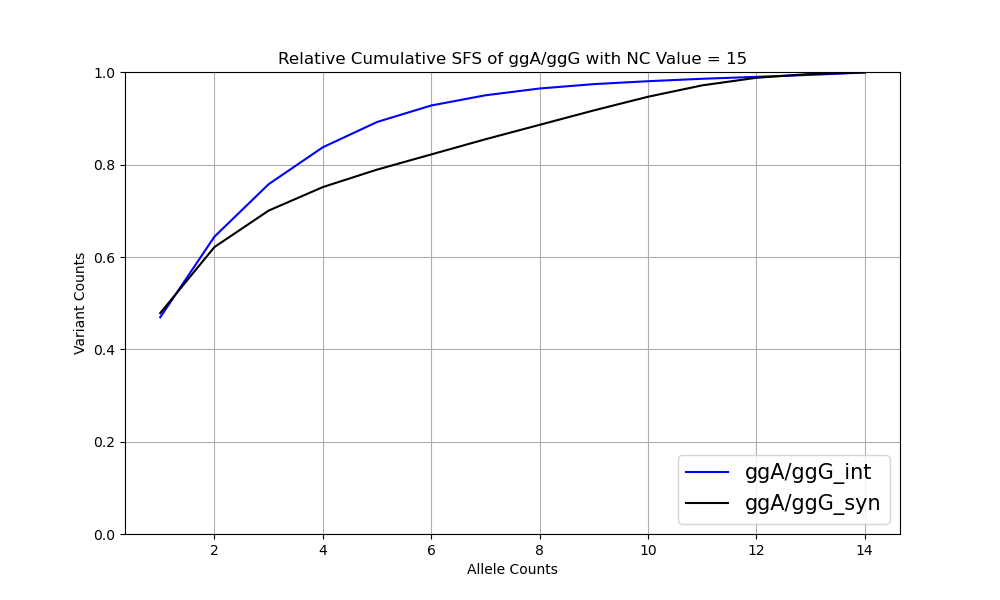 Relative Cumulative SFS of ggA/ggG with NC Value = 15
1.0
0.8
0.6
0.4
0.2
0.0
Variant Counts
2 4 6 8 10 12 14
Allele Counts
ggA/ggG_int
ggA/ggG_syn